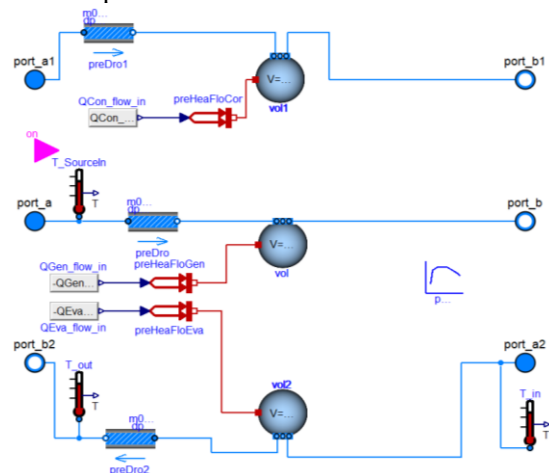 m0...
dp
port_a1
preDro1
port_b1
QCon_flow_in
preHeaFloCor
V=...
QCon_...
vol1
on
T_SourceIn
T
m0...
dp
port_a
port_b
preDro
V=...
QGen_flow_in
preHeaFloGen
vol
-QGen...
-QEva...
p...
QEva_flow_in
preHeaFloEva
port_b2
port_a2
T_out
vol2
T
m0...
dp
V=...
T_in
T
preDro2